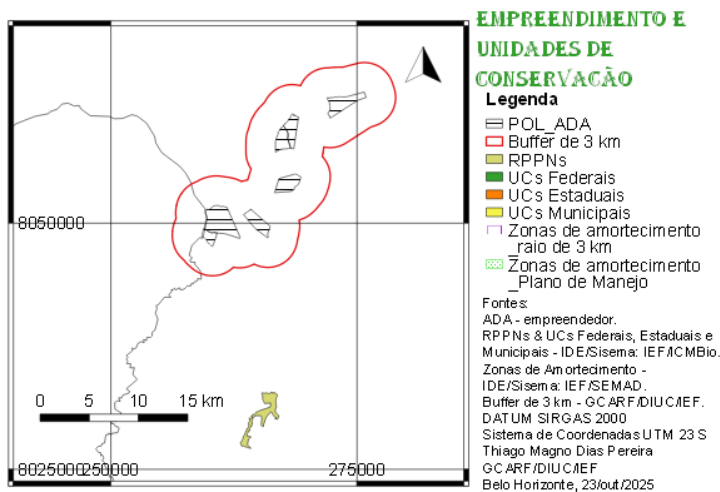 EMPREENDIMENTO E
UNIDADES DE
CONSERVAÇÃO
Legenda
POL_ADA
Buffer de 3 km
RPPNs
UCs Federais
UCs Estaduais
UCs Municipais
Zonas de amortecimento
_raio de 3 km
Zonas de amortecimento
_Plano de Manejo
Fontes:
ADA - empreendedor.
RPPNs & UCs Federais, Estaduais e
Municipais - IDE/Sisema: IEF/ICMBio.
Zonas de Amortecimento -
IDE/Sisema: IEF/SEMAD.
Buffer de 3 km - GCARF/DIUC/IEF.
DATUM SIRGAS 2000
Sistema de Coordenadas UTM 23 S
Thiago Magno Dias Pereira
GCARF/DIUC/IEF
Belo Horizonte, 23/out/2025
8050000
0 5 10 15 km
8025000 250000 275000